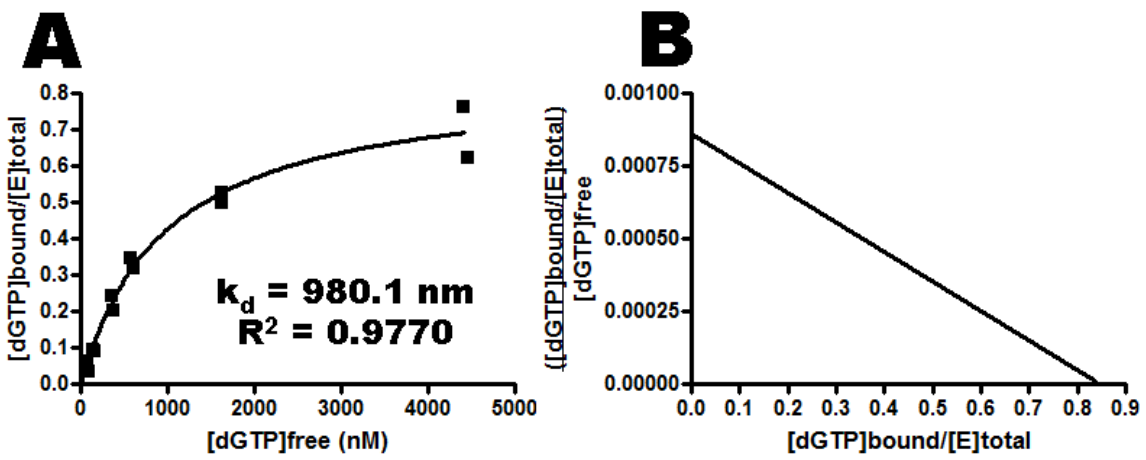 A
[dGTP]bound/[E]total
0.8
0.7
0.6
0.5
0.4
0.3
0.2
0.1
0.0
k_d = 980.1 nm
R² = 0.9770
0 1000 2000 3000 4000 5000
[dGTP]free (nM)
B
([dGTP]bound/[E]total)
[dGTP]free
0.00100
0.00075
0.00050
0.00025
0.00000
0.0 0.1 0.2 0.3 0.4 0.5 0.6 0.7 0.8 0.9
[dGTP]bound/[E]total